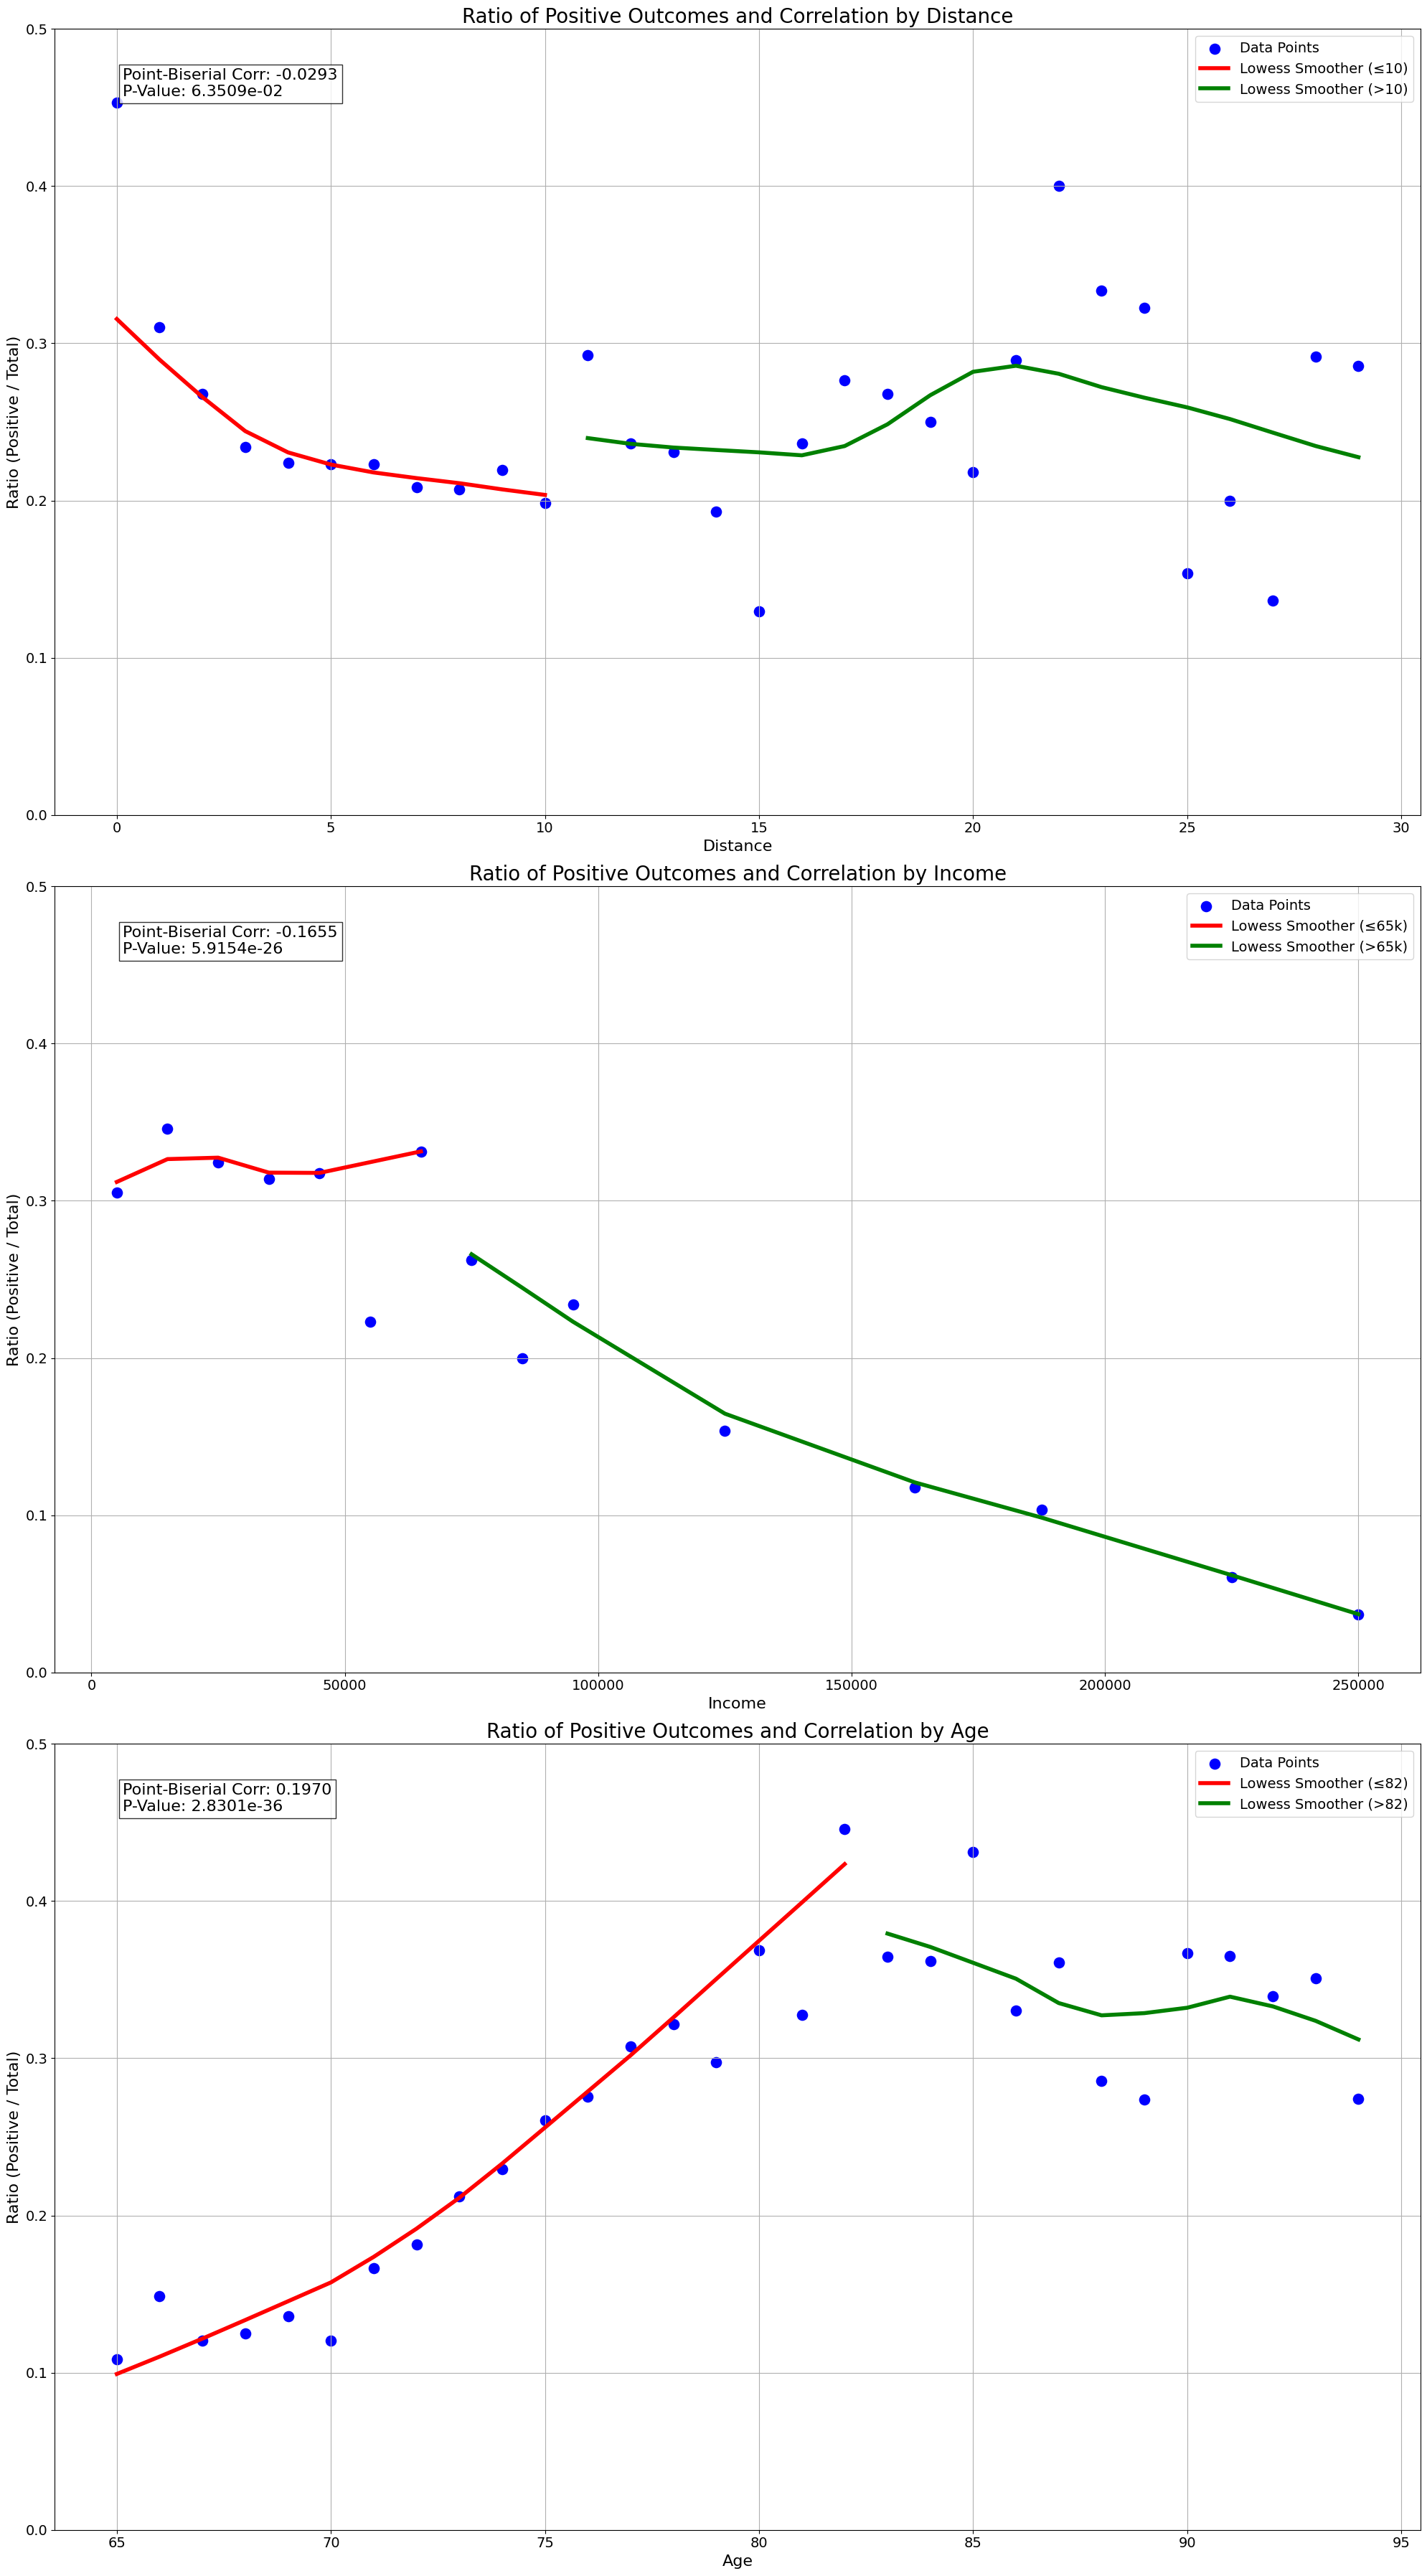 Ratio of Positive Outcomes and Correlation by Distance
Point-Biserial Corr: -0.0293
P-Value: 6.3509e-02
Data Points
Lowess Smoother (≤10)
Lowess Smoother (>10)
Ratio (Positive / Total)
0.5
0.4
0.3
0.2
0.1
0.0
0 5 10 15 20 25 30
Distance
Ratio of Positive Outcomes and Correlation by Income
Point-Biserial Corr: -0.1655
P-Value: 5.9154e-26
Data Points
Lowess Smoother (≤65k)
Lowess Smoother (>65k)
Ratio (Positive / Total)
0.5
0.4
0.3
0.2
0.1
0.0
0 50000 100000 150000 200000 250000
Income
Ratio of Positive Outcomes and Correlation by Age
Point-Biserial Corr: 0.1970
P-Value: 2.8301e-36
Data Points
Lowess Smoother (≤82)
Lowess Smoother (>82)
Ratio (Positive / Total)
0.5
0.4
0.3
0.2
0.1
0.0
65 70 75 80 85 90 95
Age